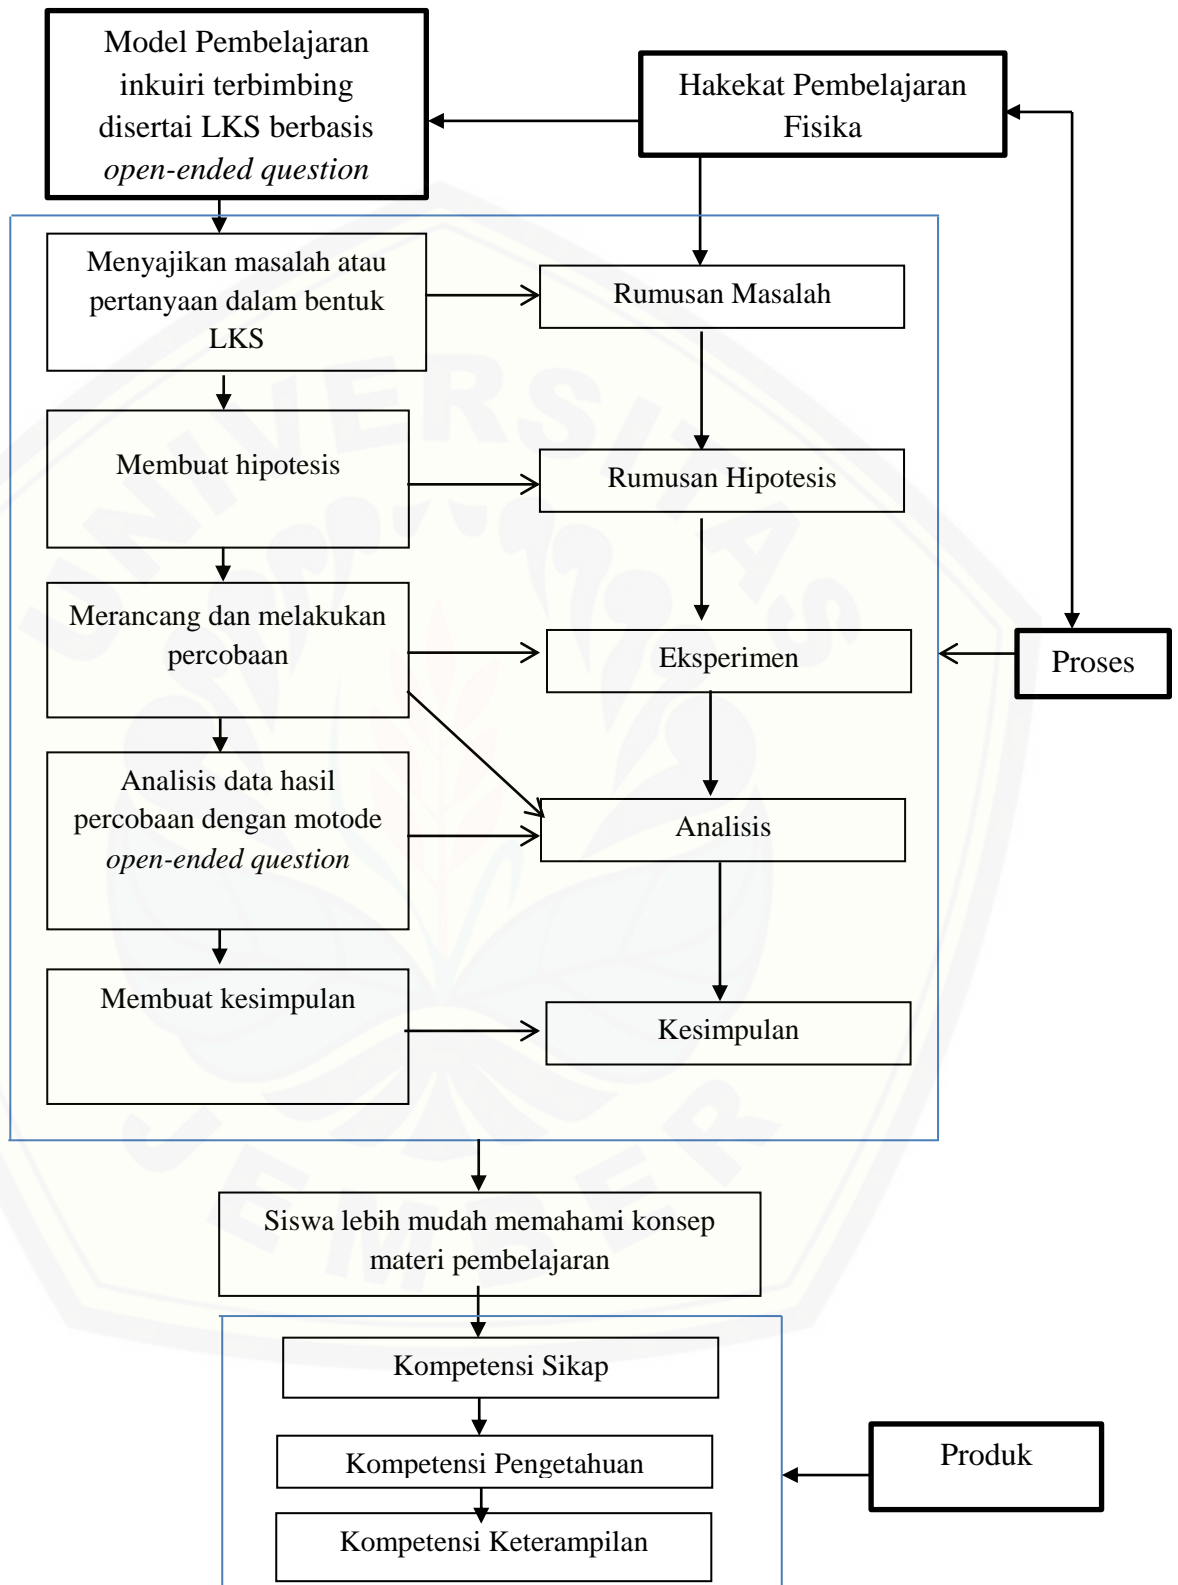 Model Pembelajaran
inkuiri terbimbing
disertai LKS berbasis
open-ended question
Hakekat Pembelajaran
Fisika
Menyajikan masalah atau
pertanyaan dalam bentuk
LKS
Rumusan Masalah
Membuat hipotesis
Rumusan Hipotesis
Merancang dan melakukan
percobaan
Eksperimen
Proses
Analisis data hasil
percobaan dengan motode
open-ended question
Analisis
Membuat kesimpulan
Kesimpulan
Siswa lebih mudah memahami konsep
materi pembelajaran
Kompetensi Sikap
Kompetensi Pengetahuan
Produk
Kompetensi Keterampilan
UNIVERSITAS
JEMBER